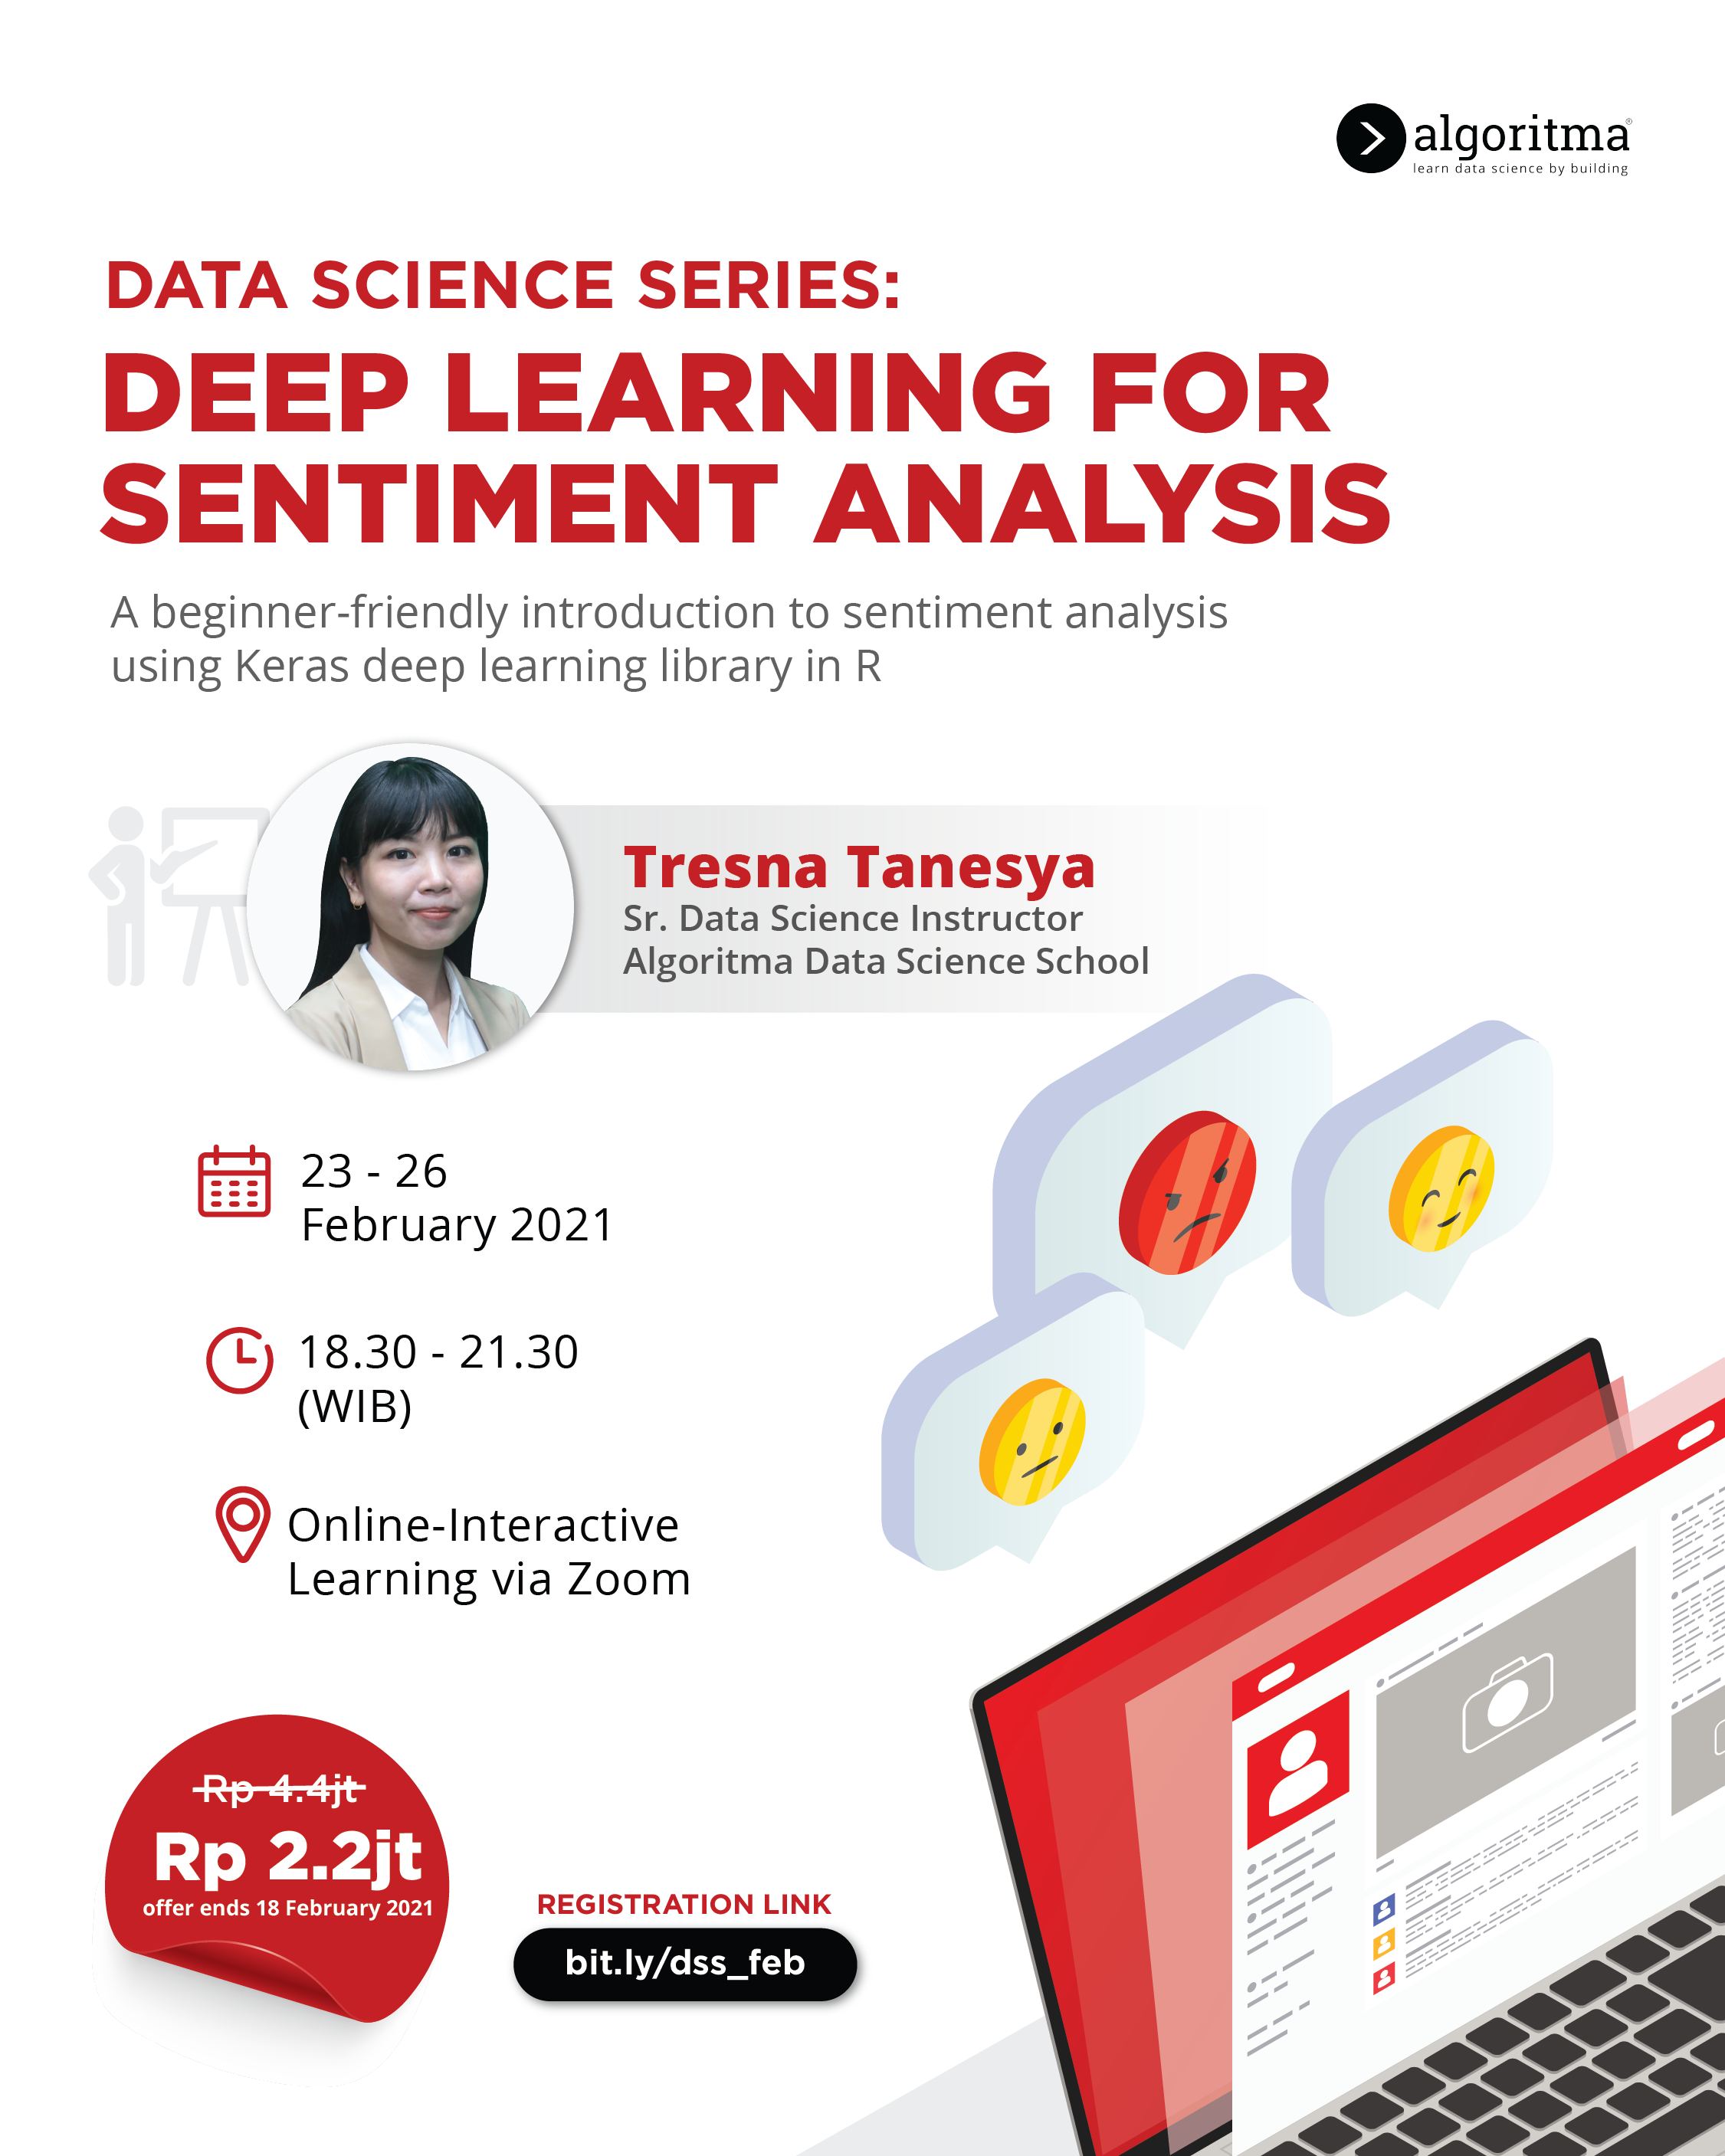 algoritma®
learn data science by building
DATA SCIENCE SERIES:
DEEP LEARNING FOR
SENTIMENT ANALYSIS
A beginner-friendly introduction to sentiment analysis
using Keras deep learning library in R
Tresna Tanesya
Sr. Data Science Instructor
Algoritma Data Science School
23 - 26
February 2021
18.30 - 21.30
(WIB)
Online-Interactive
Learning via Zoom
Rp 4.4jt
Rp 2.2jt
offer ends 18 February 2021
REGISTRATION LINK
bit.ly/dss_feb